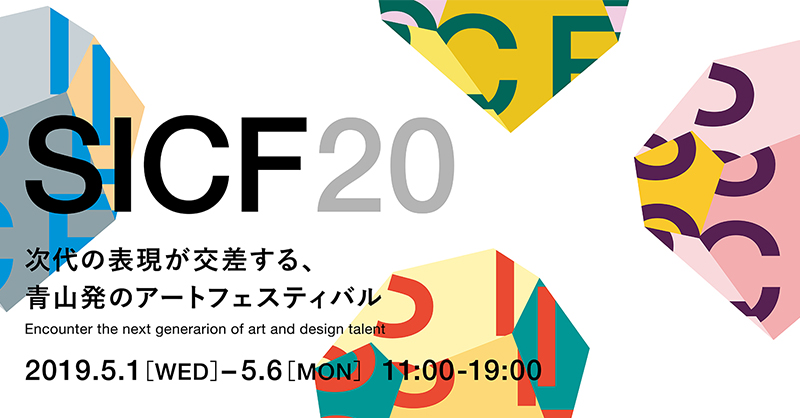 SICF20
次代の表現が交差する、
青山発のアートフェスティバル
Encounter the next generarion of art and design talent
2019.5.1[WED]–5.6[MON] 11:00-19:00